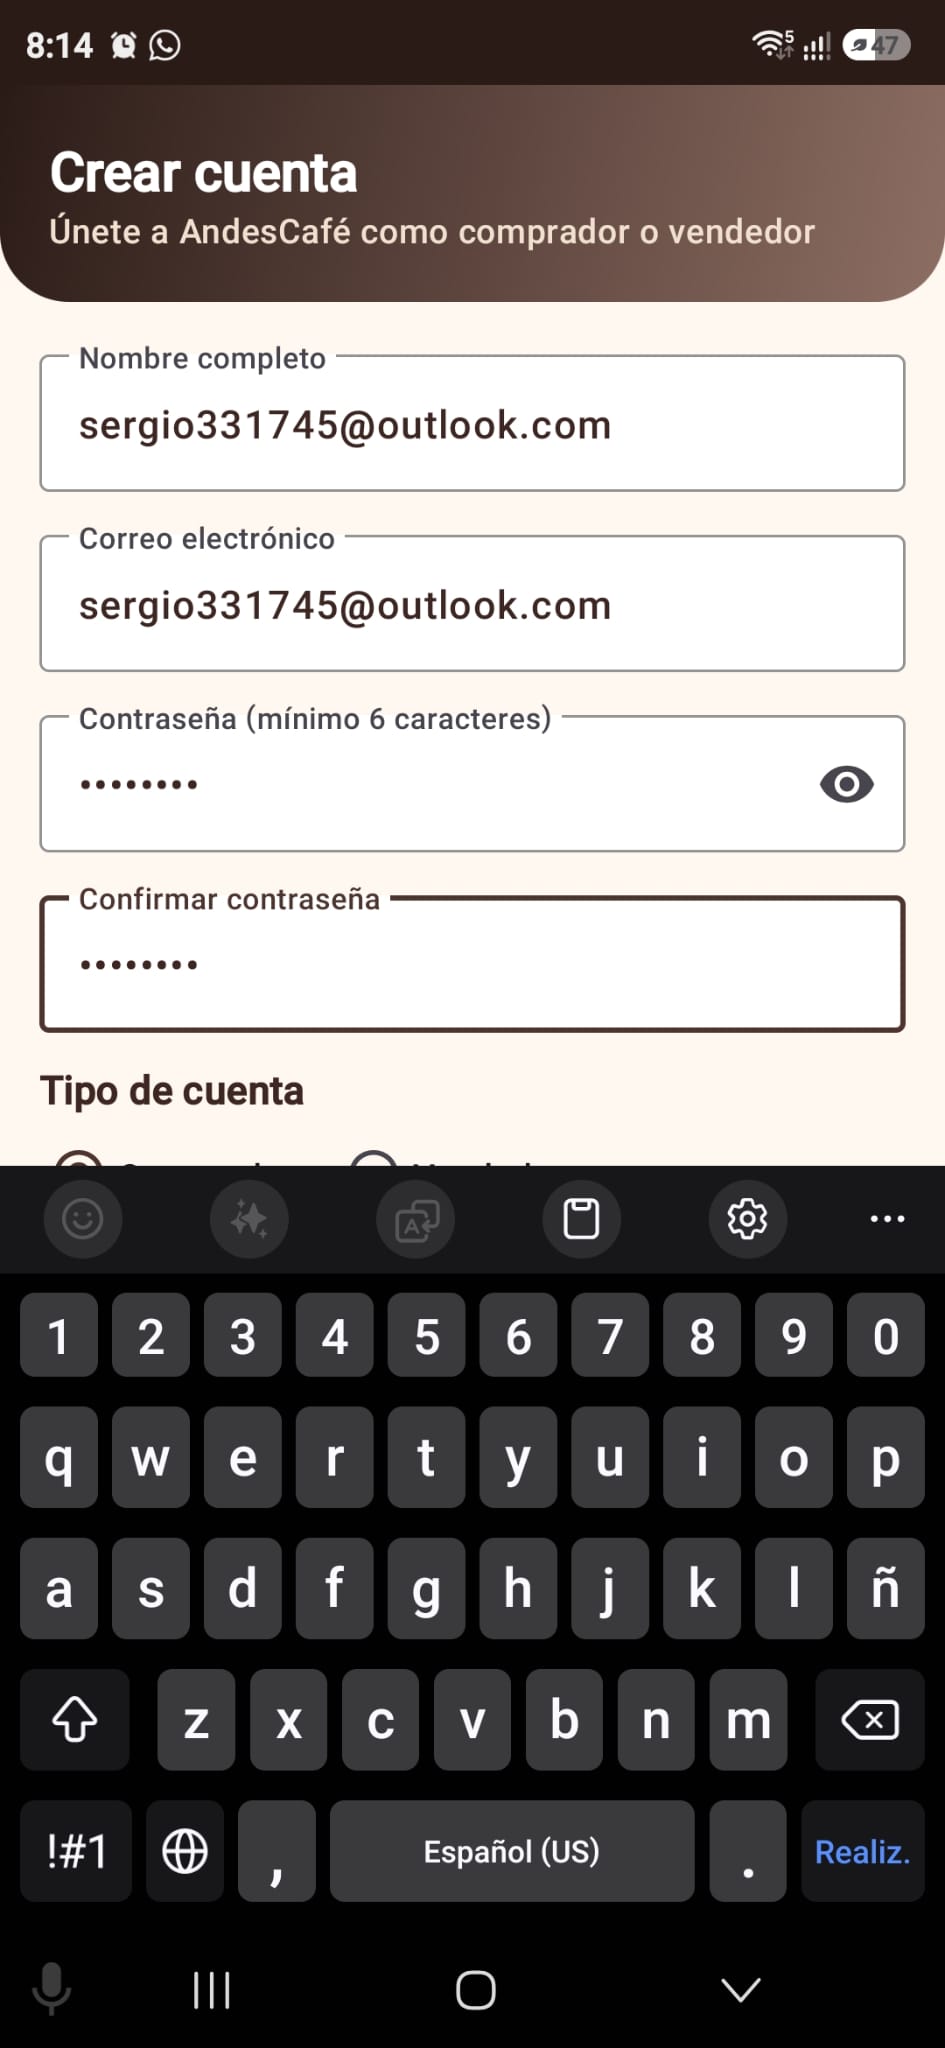 8:14
5
47
Crear cuenta
Únete a AndesCafé como comprador o vendedor
Nombre completo
sergio331745@outlook.com
Correo electrónico
sergio331745@outlook.com
Contraseña (mínimo 6 caracteres)
••••••••
Confirmar contraseña
••••••••
Tipo de cuenta
1 2 3 4 5 6 7 8 9 0
q w e r t y u i o p
a s d f g h j k l ñ
z x c v b n m
!#1 , Español (US) . Realiz.